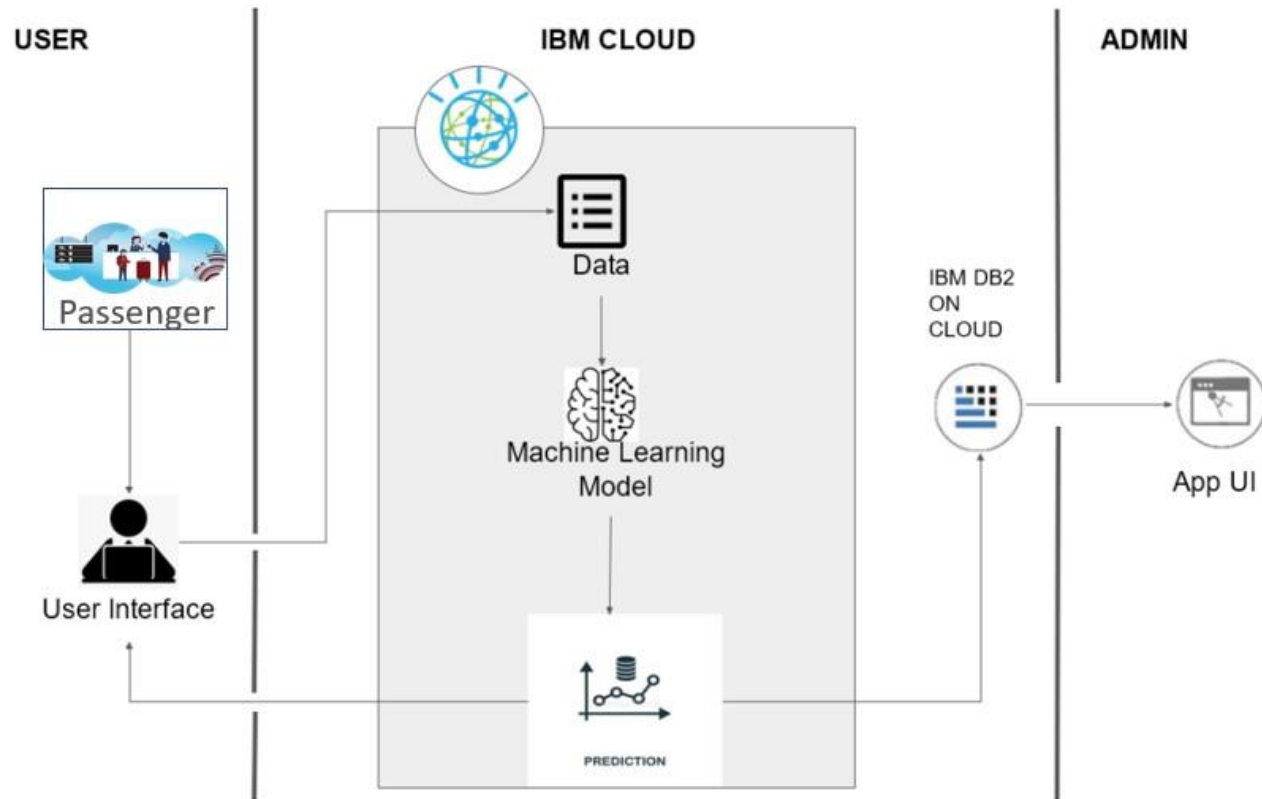 USER
IBM CLOUD
ADMIN
Data
Passenger
IBM DB2
ON
CLOUD
Machine Learning
Model
App UI
User Interface
PREDICTION